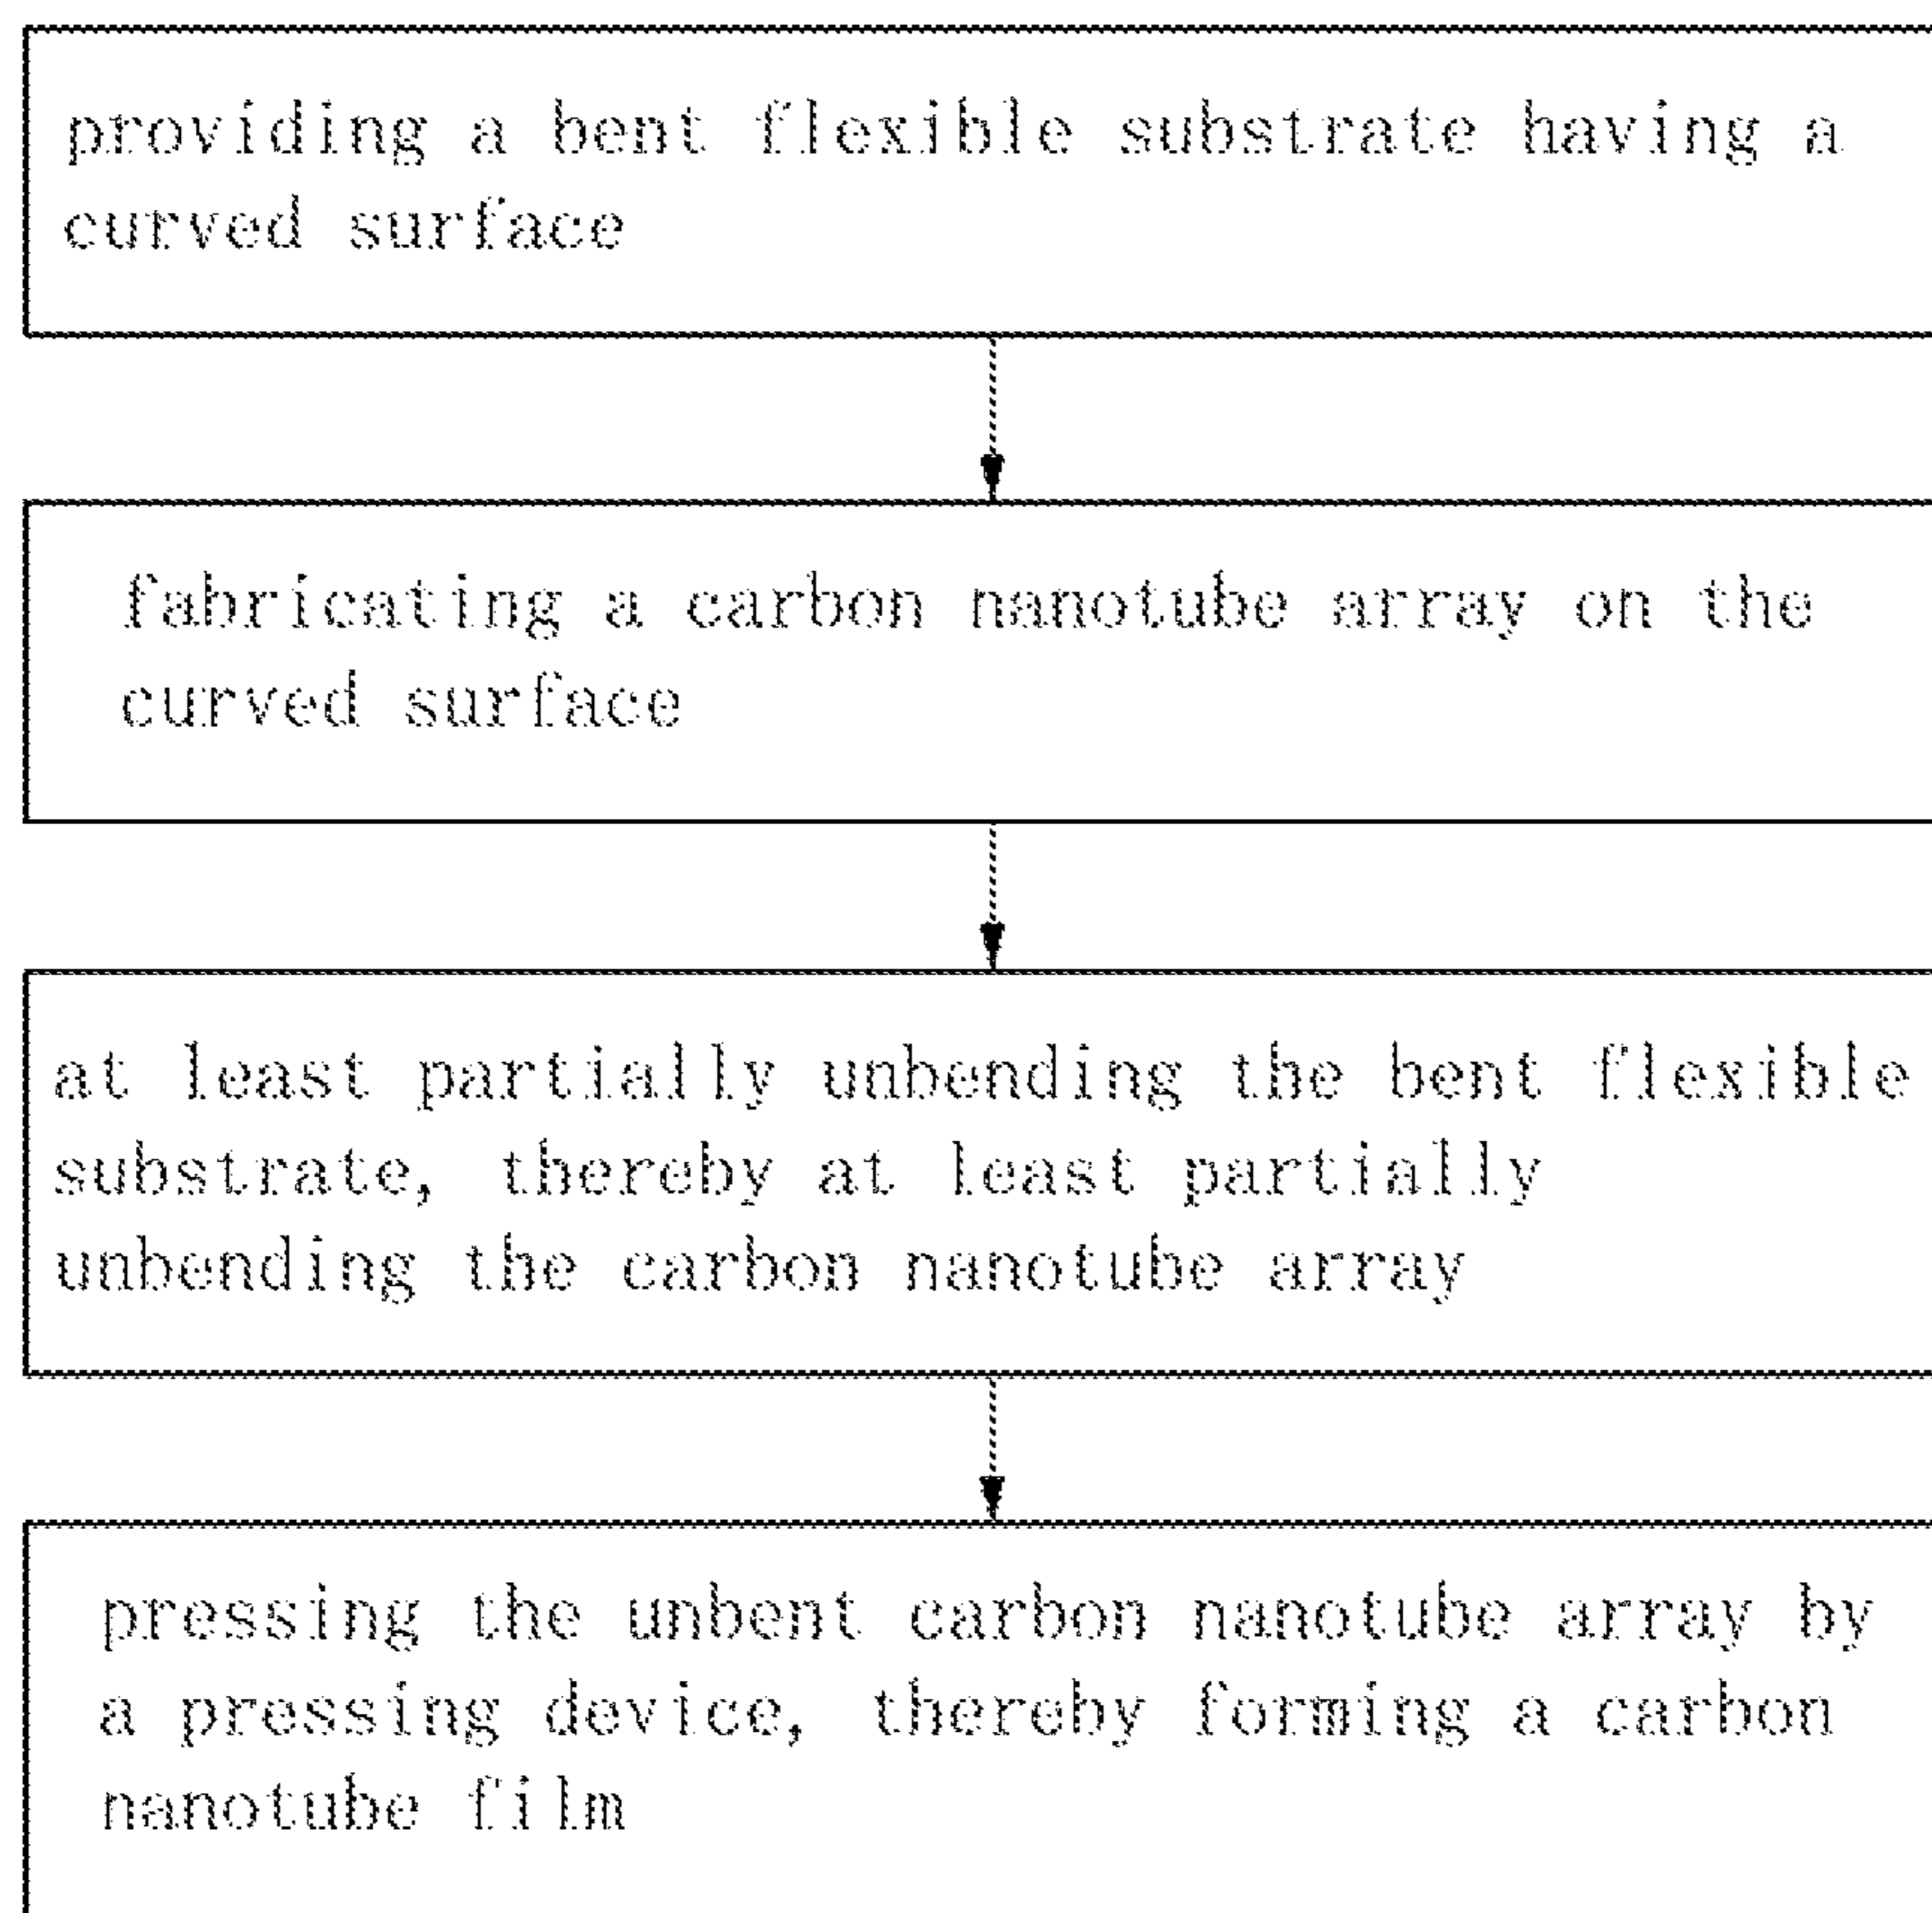 providing a bent flexible substrate having a
curved surface
fabricating a carbon nanotube array on the
curved surface
at least partially unbending the bent flexible
substrate, thereby at least partially
unbending the carbon nanotube array
pressing the unbent carbon nanotube array by
a pressing device, thereby forming a carbon
nanotube film